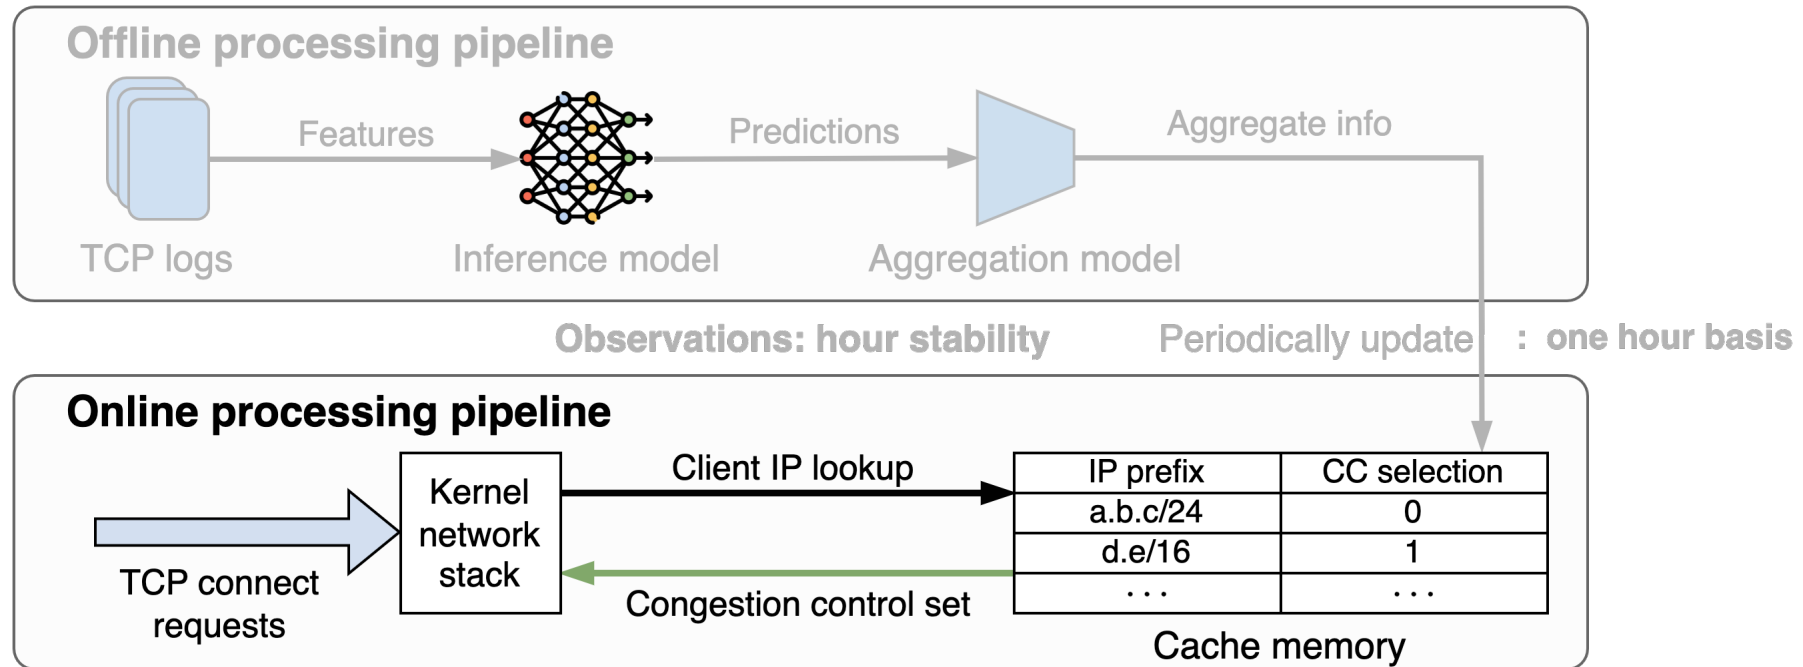 Offline processing pipeline
Features
Predictions
Aggregate info
TCP logs
Inference model
Aggregation model
Observations: hour stability
Periodically update : one hour basis
Online processing pipeline
Kernel
network
stack
Client IP lookup
TCP connect
requests
Congestion control set
IP prefix CC selection
a.b.c/24 0
d.e/16 1
... ...
Cache memory